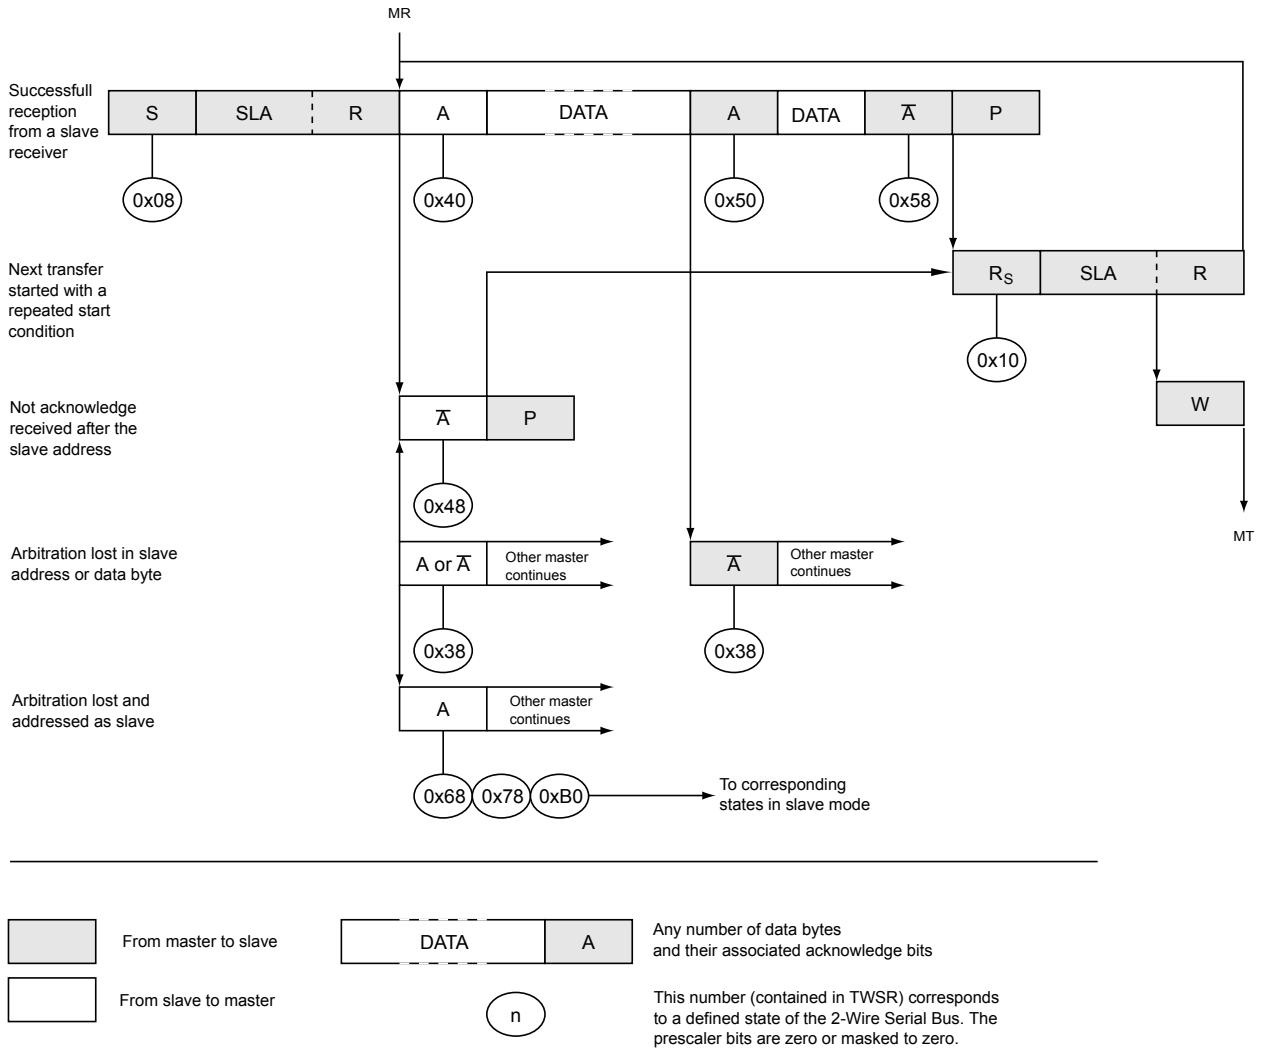 MR
Successfull
reception
from a slave
receiver
S SLA R A DATA A DATA A̅ P
0x08 0x40 0x50 0x58
Next transfer
started with a
repeated start
condition
RS SLA R
0x10
Not acknowledge
received after the
slave address
A̅ P
W
0x48
MT
Arbitration lost in slave
address or data byte
A or A̅
Other master
continues
A̅
Other master
continues
0x38 0x38
Arbitration lost and
addressed as slave
A
Other master
continues
0x68 0x78 0xB0
To corresponding
states in slave mode
From master to slave
DATA A
Any number of data bytes
and their associated acknowledge bits
From slave to master
n
This number (contained in TWSR) corresponds
to a defined state of the 2-Wire Serial Bus. The
prescaler bits are zero or masked to zero.